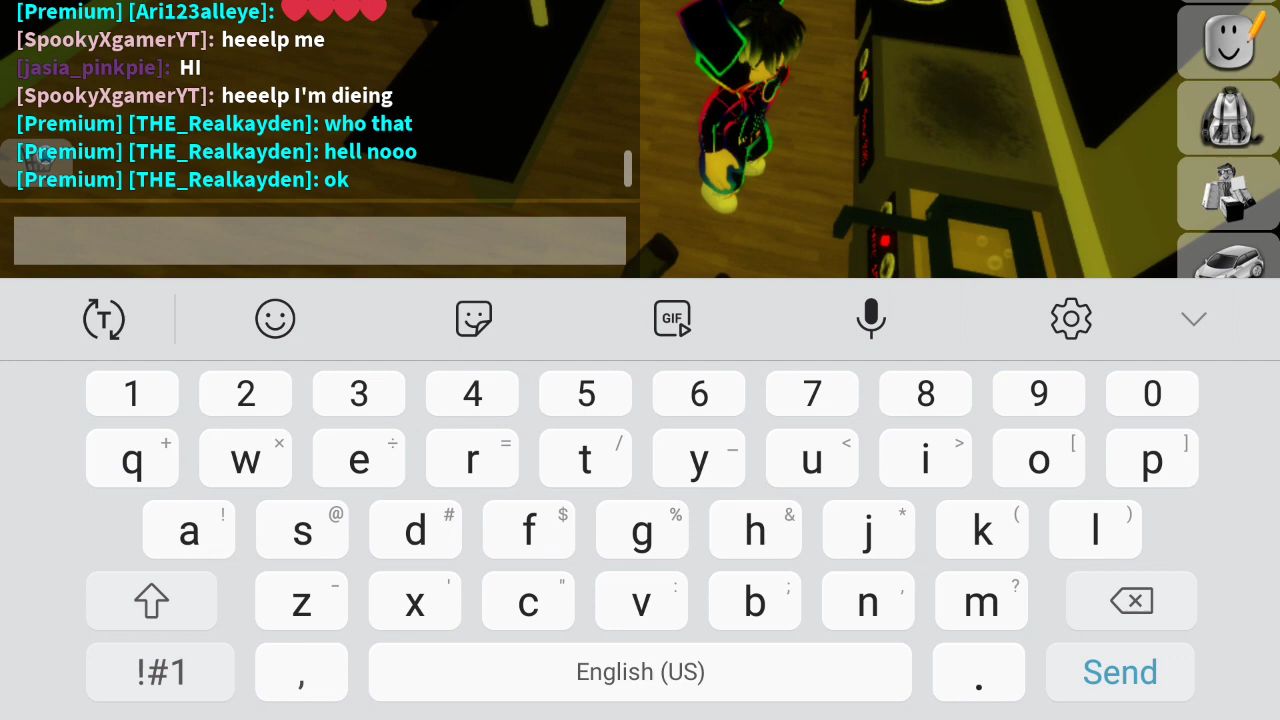 [Premium] [Ari123alleye]: ❤❤❤❤
[SpookyXgamerYT]: heeelp me
[jasia_pinkpie]: HI
[SpookyXgamerYT]: heeelp I'm dieing
[Premium] [THE_Realkayden]: who that
[Premium] [THE_Realkayden]: hell nooo
[Premium] [THE_Realkayden]: ok
T GIF
1 2 3 4 5 6 7 8 9 0
q + w × e ÷ r = t / y _ u < i > o [ p ]
a ! s @ d # f $ g % h & j * k ( l )
z - x ' c " v : b ; n , m ?
!#1 , English (US) . Send